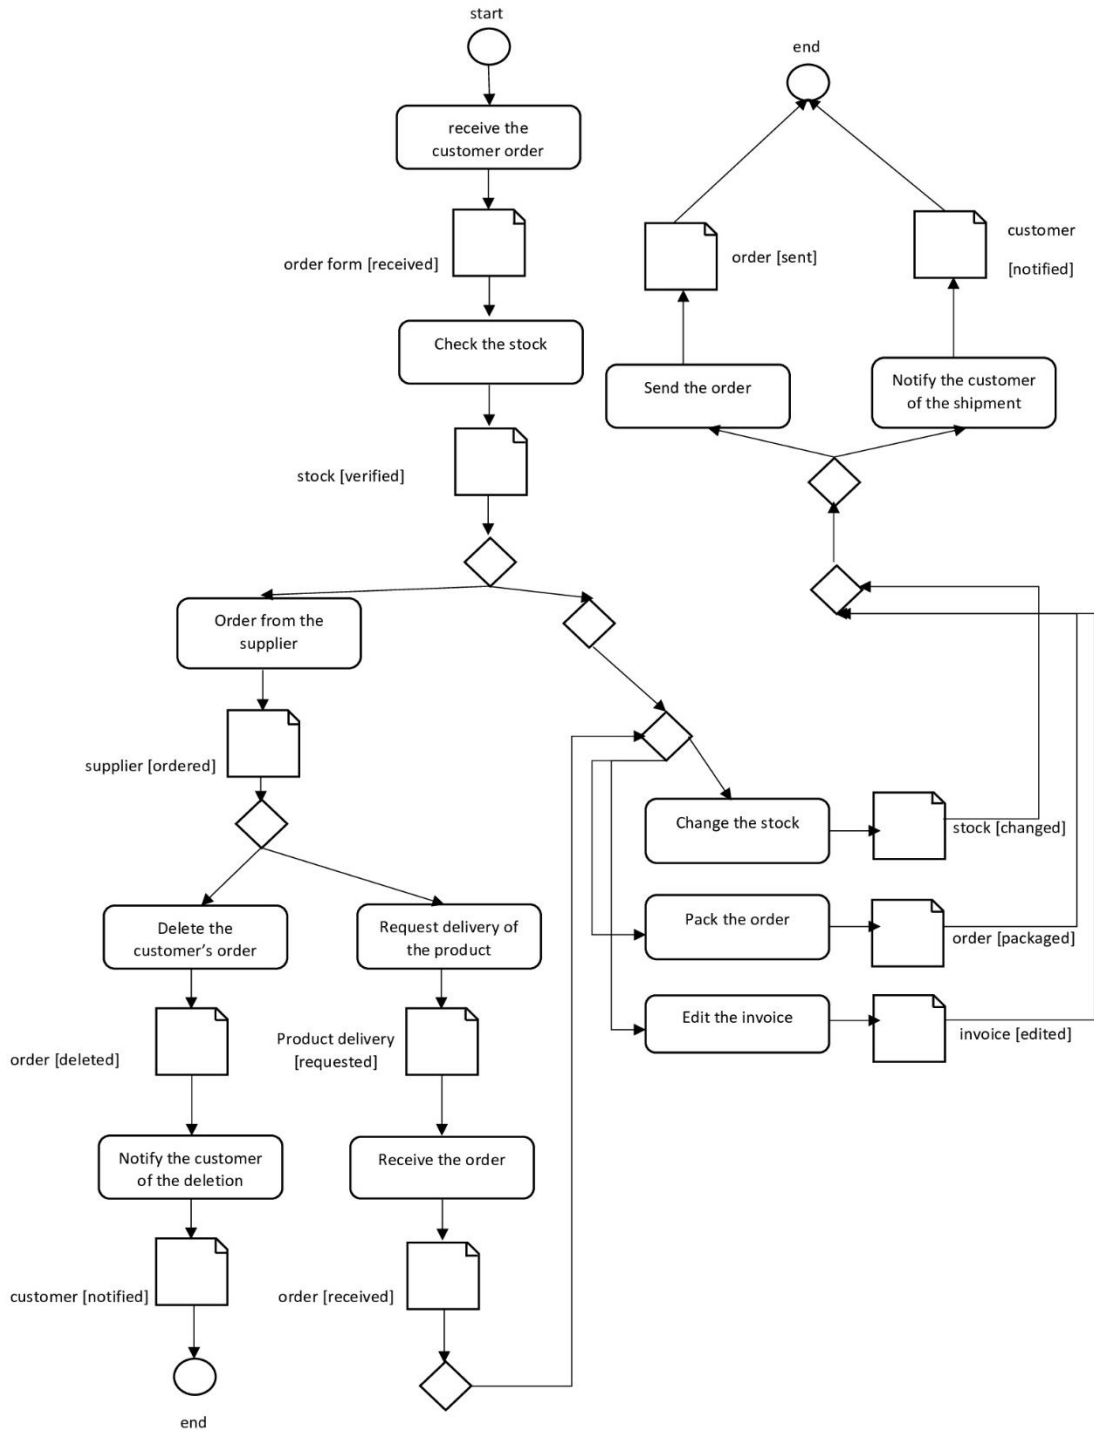 start
end
receive the
customer order
customer
order form [received]
order [sent]
[notified]
Check the stock
Send the order
Notify the customer
of the shipment
stock [verified]
Order from the
supplier
supplier [ordered]
Change the stock
stock [changed]
Pack the order
order [packaged]
Delete the
customer’s order
Request delivery of
the product
Edit the invoice
invoice [edited]
order [deleted]
Product delivery
[requested]
Notify the customer
of the deletion
Receive the order
customer [notified]
order [received]
end